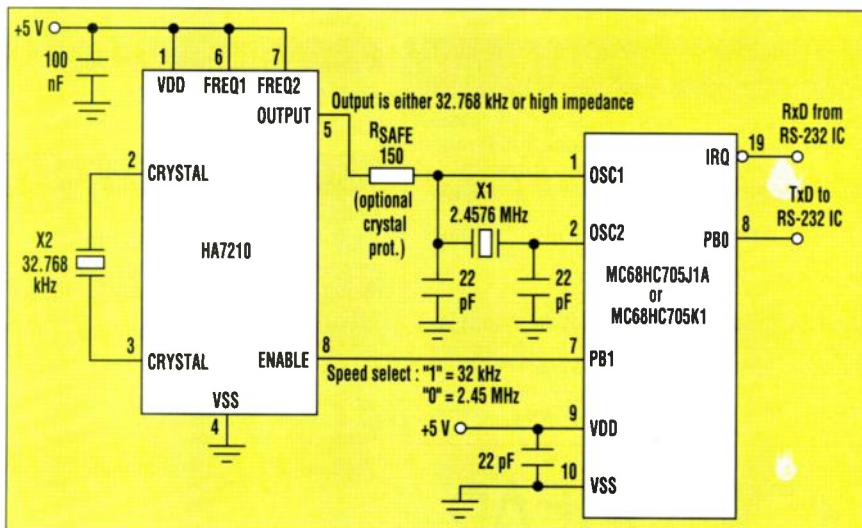 +5 V
100
nF
1
6
7
VDD
FREQ1
FREQ2
OUTPUT
5
Output is either 32.768 kHz or high impedance
RSAFE
150
(optional
crystal
prot.)
2
CRYSTAL
X2
32.768
kHz
HA7210
3
CRYSTAL
ENABLE
8
VSS
4
X1
2.4576 MHz
22
pF
22
pF
1
OSC1
2
OSC2
IRQ
19
RxD from
RS-232 IC
TxD to
RS-232 IC
PB0
8
MC68HC705J1A
or
MC68HC705K1
7
PB1
Speed select : "1" = 32 kHz
"0" = 2.45 MHz
+5 V
9
VDD
22 pF
10
VSS